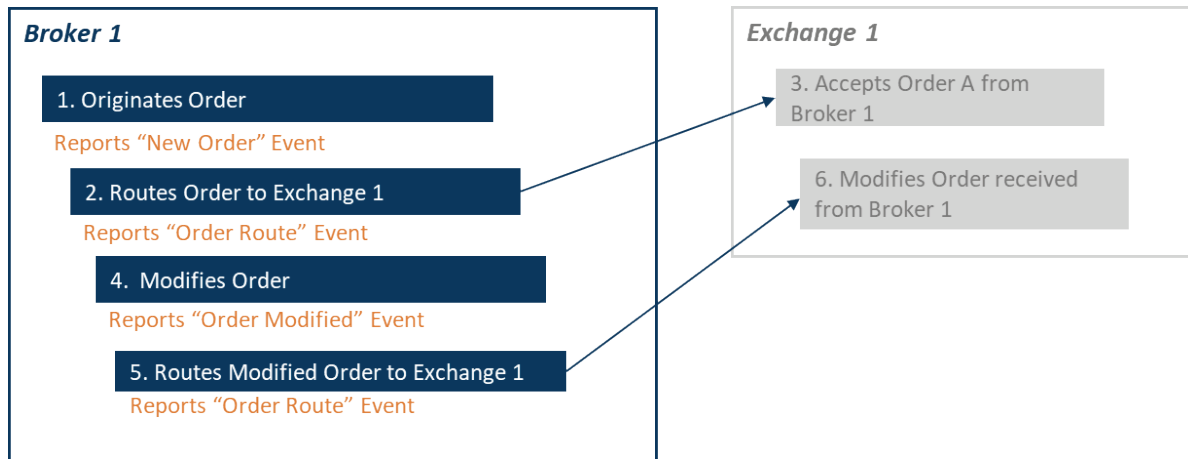 Broker 1
1. Originates Order
Reports “New Order” Event
2. Routes Order to Exchange 1
Reports “Order Route” Event
4.  Modifies Order
Reports “Order Modified” Event
5. Routes Modified Order to Exchange 1
Reports “Order Route” Event
Exchange 1
3. Accepts Order A from
Broker 1
6. Modifies Order received
from Broker 1